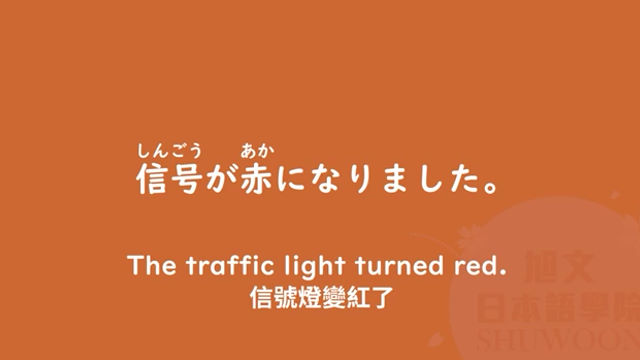 しんごう あか
信号が赤になりました。
The traffic light turned red.
信號燈變紅了
旭文
日本語學院
SHUWOON